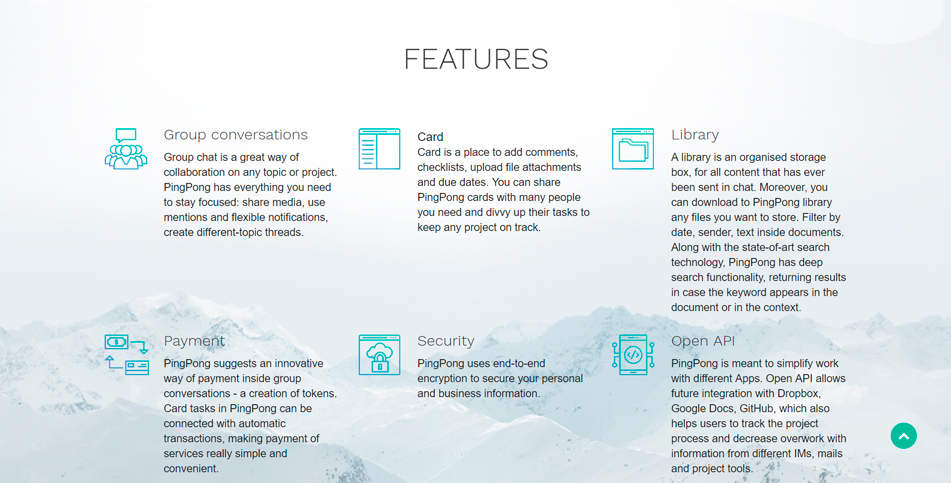 FEATURES
Group conversations
Group chat is a great way of
collaboration on any topic or project.
PingPong has everything you need
to stay focused: share media, use
mentions and flexible notifications,
create different-topic threads.
Card
Card is a place to add comments,
checklists, upload file attachments
and due dates. You can share
PingPong cards with many people
you need and divvy up their tasks to
keep any project on track.
Library
A library is an organised storage
box, for all content that has ever
been sent in chat. Moreover, you
can download to PingPong library
any files you want to store. Filter by
date, sender, text inside documents.
Along with the state-of-art search
technology, PingPong has deep
search functionality, returning results
in case the keyword appears in the
document or in the context.
Payment
PingPong suggests an innovative
way of payment inside group
conversations - a creation of tokens.
Card tasks in PingPong can be
connected with automatic
transactions, making payment of
services really simple and
convenient.
Security
PingPong uses end-to-end
encryption to secure your personal
and business information.
Open API
PingPong is meant to simplify work
with different Apps. Open API allows
future integration with Dropbox,
Google Docs, GitHub, which also
helps users to track the project
process and decrease overwork with
information from different IMs, mails
and project tools.